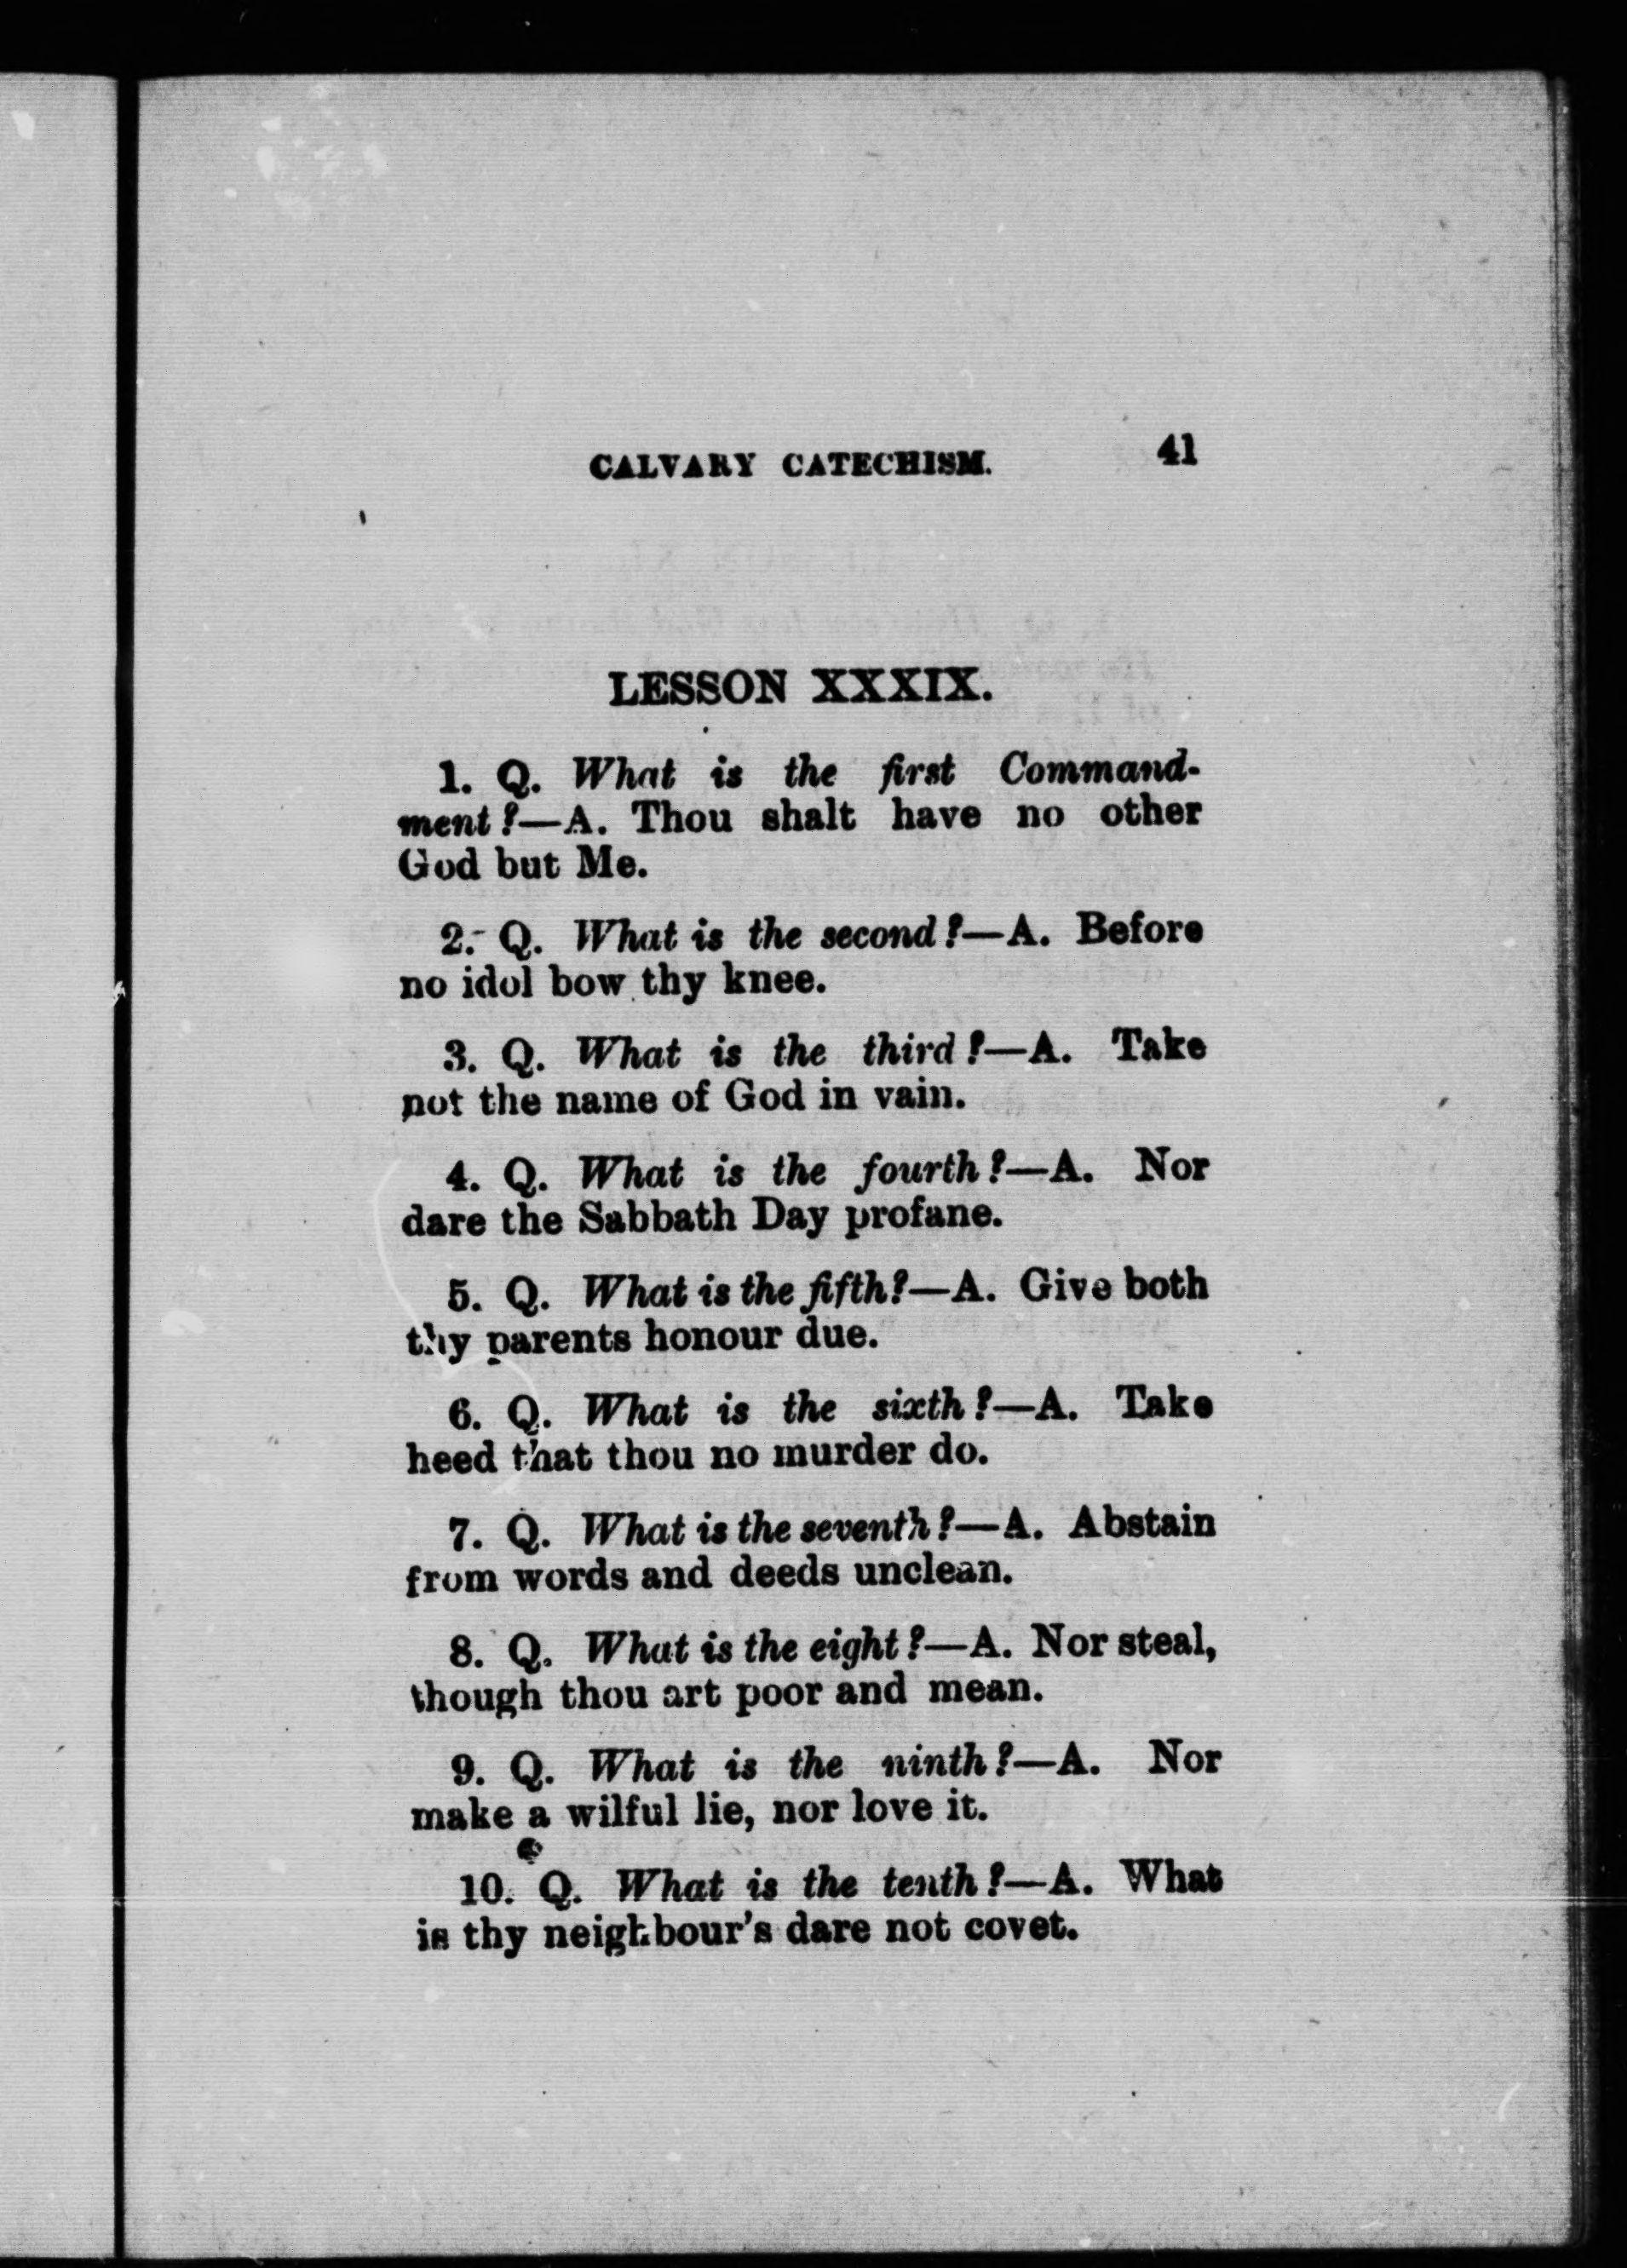 CALVARY CATECHISM. 41
LESSON XXXIX.
1. Q. What is the first Command-
ment?—A. Thou shalt have no other
God but Me.
2. Q. What is the second?—A. Before
no idol bow thy knee.
3. Q. What is the third?—A. Take
not the name of God in vain.
4. Q. What is the fourth?—A. Nor
dare the Sabbath Day profane.
5. Q. What is the fifth?—A. Give both
thy parents honour due.
6. Q. What is the sixth?—A. Take
heed that thou no murder do.
7. Q. What is the seventh?—A. Abstain
from words and deeds unclean.
8. Q. What is the eight?—A. Nor steal,
though thou art poor and mean.
9. Q. What is the ninth?—A. Nor
make a wilful lie, nor love it.
10. Q. What is the tenth?—A. What
is thy neighbour's dare not covet.